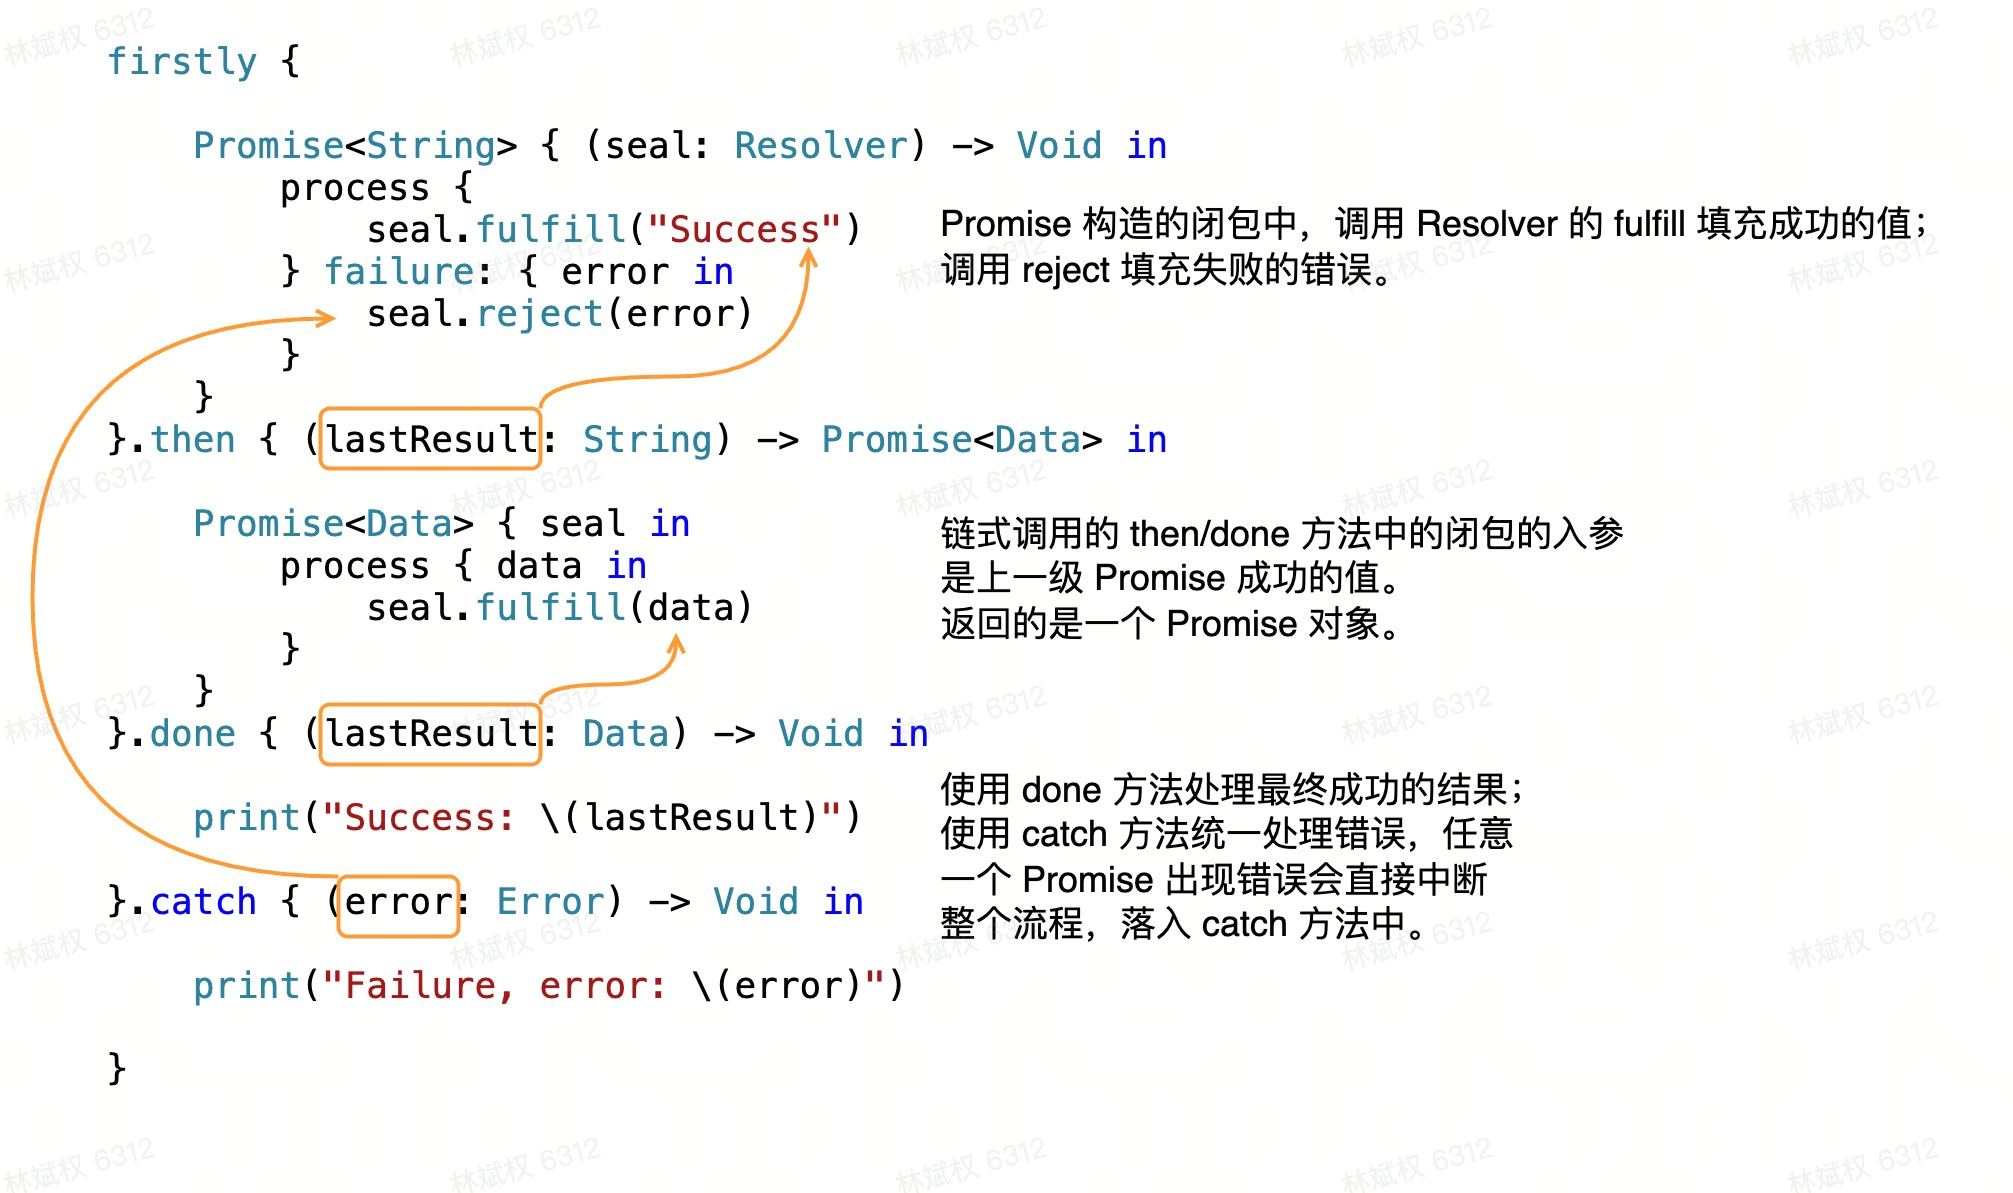 firstly {
Promise<String> { (seal: Resolver) -> Void in
process {
seal.fulfill("Success")
} failure: { error in
seal.reject(error)
}
}
}.then { (lastResult: String) -> Promise<Data> in
Promise<Data> { seal in
process { data in
seal.fulfill(data)
}
}
}.done { (lastResult: Data) -> Void in
print("Success: \(lastResult)")
}.catch { (error: Error) -> Void in
print("Failure, error: \(error)")
}
Promise 构造的闭包中，调用 Resolver 的 fulfill 填充成功的值；
调用 reject 填充失败的错误。
链式调用的 then/done 方法中的闭包的入参
是上一级 Promise 成功的值。
返回的是一个 Promise 对象。
使用 done 方法处理最终成功的结果；
使用 catch 方法统一处理错误，任意
一个 Promise 出现错误会直接中断
整个流程，落入 catch 方法中。
林斌权 6312